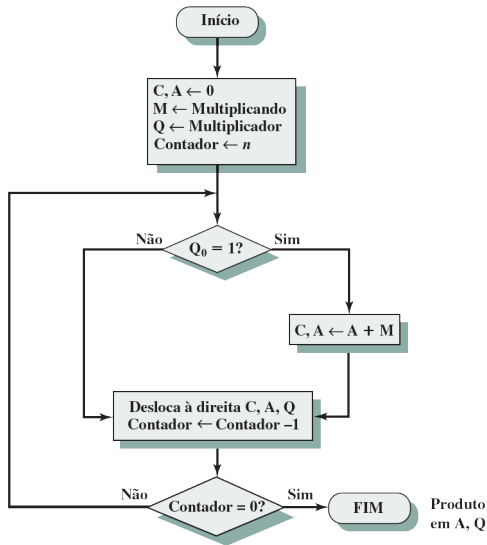 Início
C, A ← 0
M ← Multiplicando
Q ← Multiplicador
Contador ← n
Não
Q₀ = 1?
Sim
C, A ← A + M
Desloca à direita C, A, Q
Contador ← Contador –1
Não
Contador = 0?
Sim
FIM
Produto
em A, Q